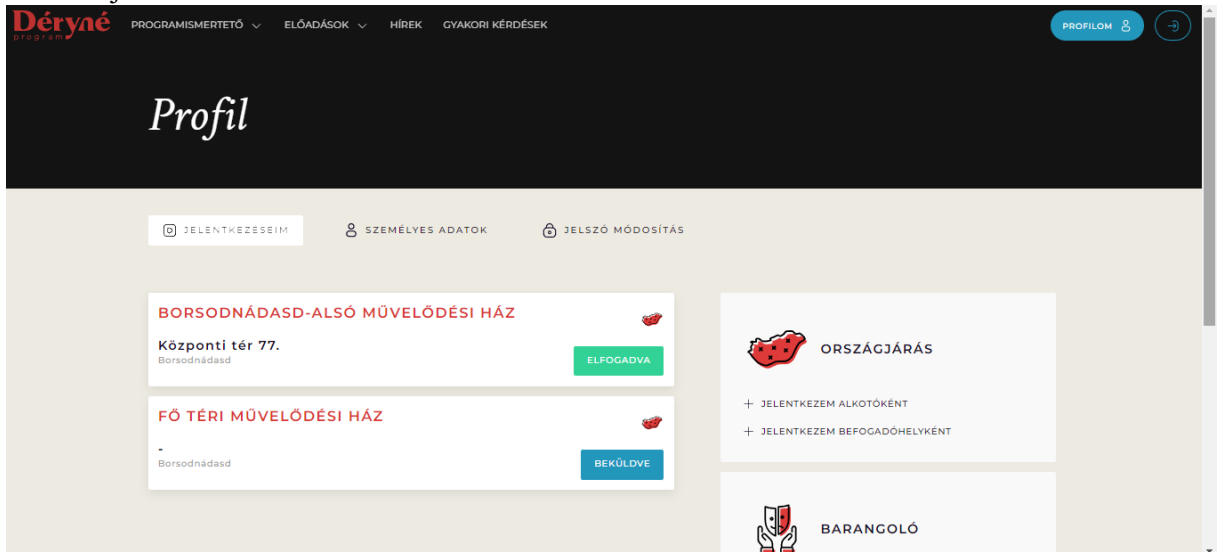 Déryné
program
PROGRAMISMERTETŐ ELŐADÁSOK HÍREK GYAKORI KÉRDÉSEK
PROFILOM
Profil
JELENTKEZÉSEIM SZEMÉLYES ADATOK JELSZÓ MÓDOSÍTÁS
BORSODNÁDASD-ALSÓ MŰVELŐDÉSI HÁZ
Központi tér 77.
Borsodnádasd
ELFOGADVA
FŐ TÉRI MŰVELŐDÉSI HÁZ
-
Borsodnádasd
BEKÜLDVE
ORSZÁGJÁRÁS
+ JELENTKEZEM ALKOTÓKÉNT
+ JELENTKEZEM BEFOGADÓHELYKÉNT
BARANGOLÓ